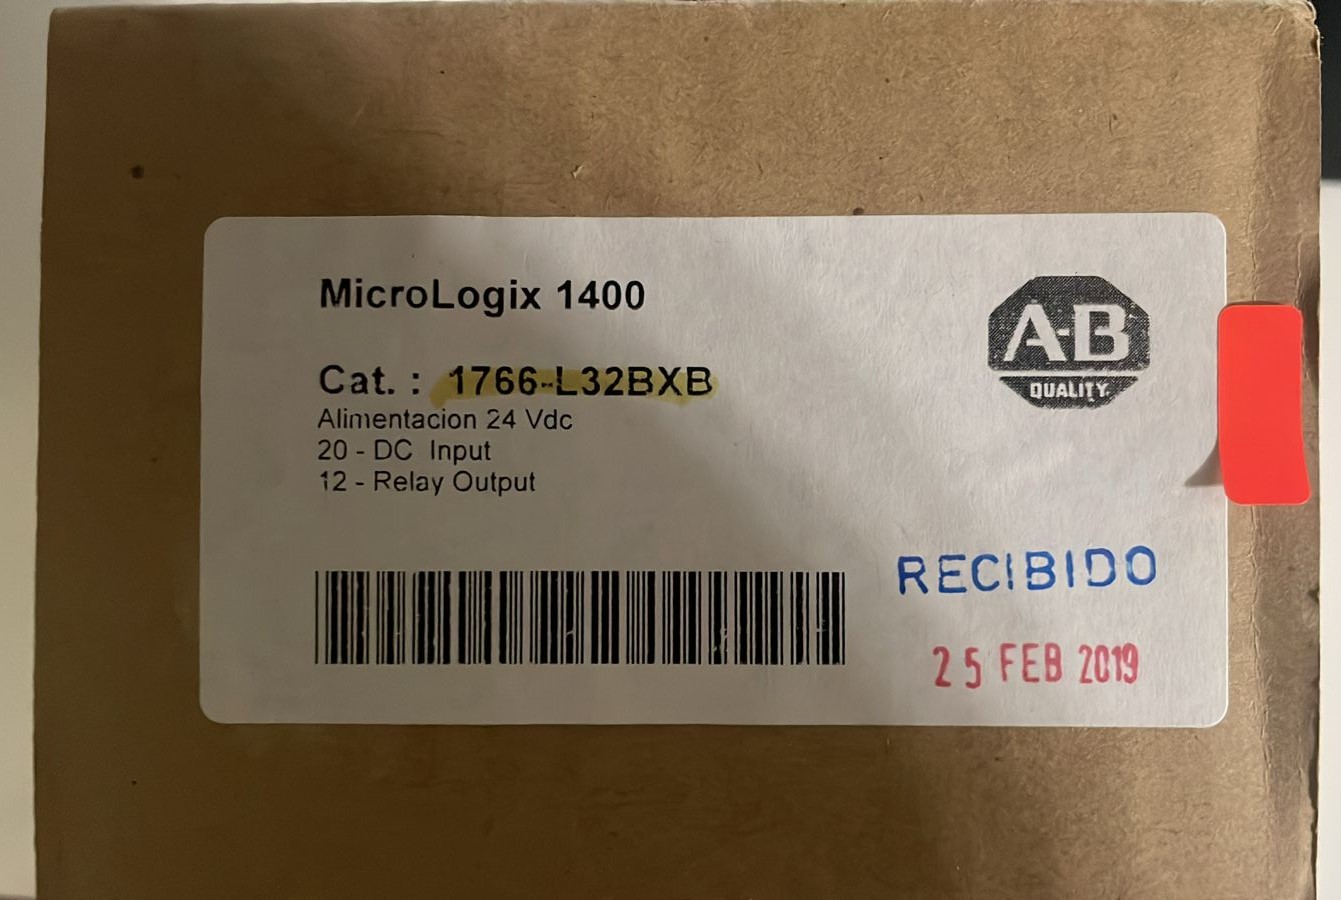 MicroLogix 1400
A-B
QUALITY.
Cat. : 1766-L32BXB
Alimentacion 24 Vdc
20 - DC Input
12 - Relay Output
RECIBIDO
25 FEB 2019